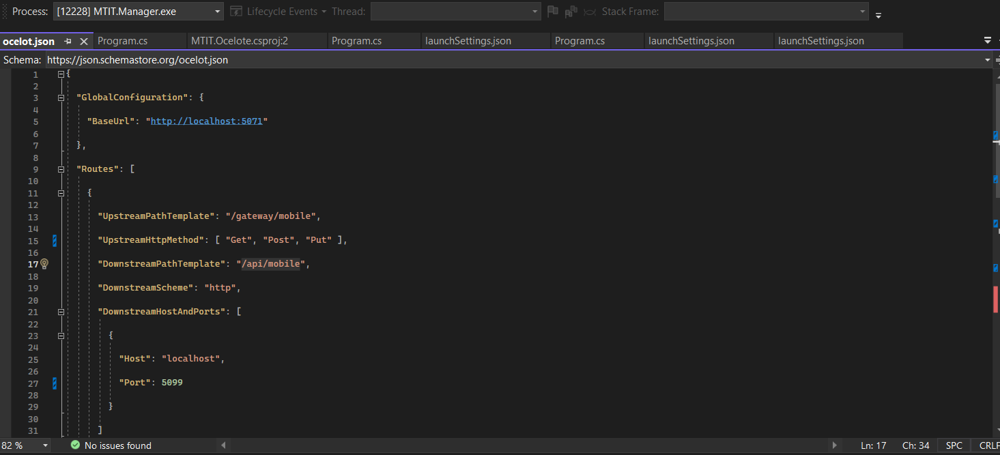 Process: [12228] MTIT.Manager.exe Lifecycle Events Thread: Stack Frame:
ocelot.json Program.cs MTIT.Ocelote.csproj:2 Program.cs launchSettings.json Program.cs launchSettings.json launchSettings.json
Schema: https://json.schemastore.org/ocelot.json
1 {
2
3 "GlobalConfiguration": {
4
5 "BaseUrl": "http://localhost:5071"
6
7 },
8
9 "Routes": [
10
11 {
12
13 "UpstreamPathTemplate": "/gateway/mobile",
14
15 "UpstreamHttpMethod": [ "Get", "Post", "Put" ],
16
17 "DownstreamPathTemplate": "/api/mobile",
18
19 "DownstreamScheme": "http",
20
21 "DownstreamHostAndPorts": [
22
23 {
24
25 "Host": "localhost",
26
27 "Port": 5099
28
29 }
30
31 ]
82 % No issues found Ln: 17 Ch: 34 SPC CRLF